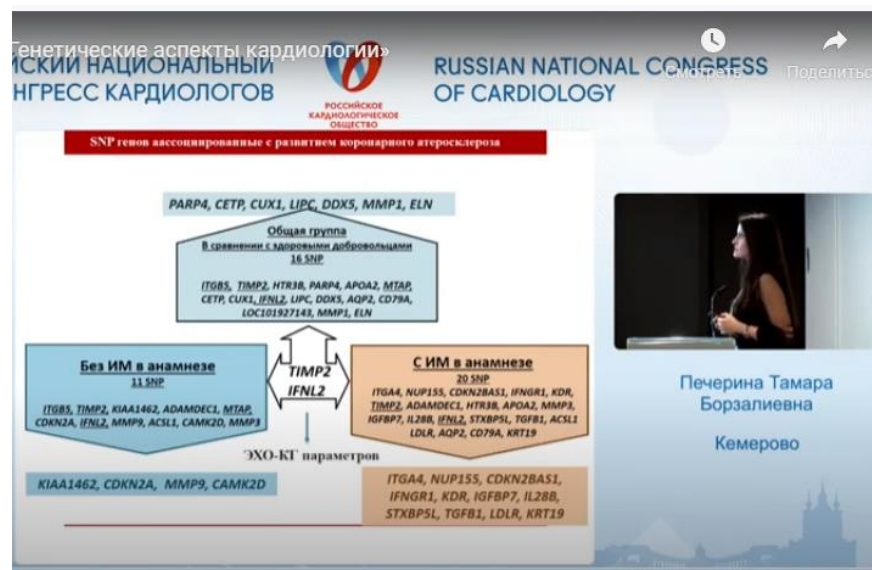 Генетические аспекты кардиологии»
Смотреть
Поделиться
ЙСКИЙ НАЦИОНАЛЬНЫЙ
НГРЕСС КАРДИОЛОГОВ
РОССИЙСКОЕ
КАРДИОЛОГИЧЕСКОЕ
ОБЩЕСТВО
RUSSIAN NATIONAL CONGRESS
OF CARDIOLOGY
SNP генов аассоциированные с развитием коронарного атеросклероза
PARP4, CETP, CUX1, LIPC, DDX5, MMP1, ELN
Общая группа
В сравнении с здоровыми добровольцами
16 SNP
ITGB5, TIMP2, HTR3B, PARP4, APOA2, MTAP,
CETP, CUX1, IFNL2, LIPC, DDX5, AQP2, CD79A,
LOC101927143, MMP1, ELN
Без ИМ в анамнезе
11 SNP
ITGB5, TIMP2, KIAA1462, ADAMDEC1, MTAP,
CDKN2A, IFNL2, MMP9, ACSL1, CAMK2D, MMP3
TIMP2
IFNL2
С ИМ в анамнезе
20 SNP
ITGA4, NUP155, CDKN2BAS1, IFNGR1, KDR,
TIMP2, ADAMDEC1, HTR3B, APOA2, MMP3,
IGFBP7, IL28B, IFNL2, STXBP5L, TGFB1, ACSL1
LDLR, AQP2, CD79A, KRT19
ЭХО-КГ параметров
KIAA1462, CDKN2A, MMP9, CAMK2D
ITGA4, NUP155, CDKN2BAS1,
IFNGR1, KDR, IGFBP7, IL28B,
STXBP5L, TGFB1, LDLR, KRT19
Печерина Тамара
Борзалиевна
Кемерово